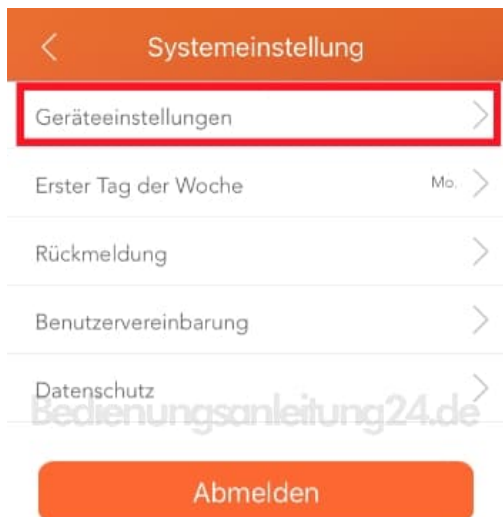 Systemeinstellung
Geräteeinstellungen
Erster Tag der Woche Mo.
Rückmeldung
Benutzervereinbarung
Datenschutz
Bedienungsanleitung24.de
Abmelden